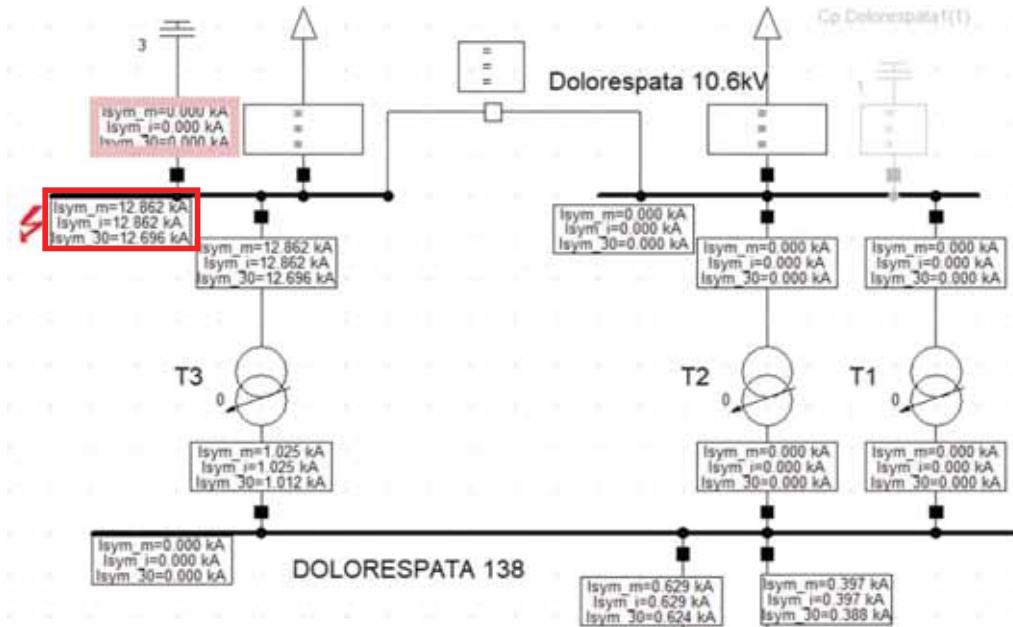 Cp.Dolorespata1(1)
3
Dolorespata 10.6kV
Isym_m=0.000 kA
Isym_i=0.000 kA
Isym_30=0.000 kA
=
=
=
=
=
=
=
=
=
1
Isym_m=12.862 kA
Isym_i=12.862 kA
Isym_30=12.696 kA
Isym_m=12.862 kA
Isym_i=12.862 kA
Isym_30=12.696 kA
Isym_m=0.000 kA
Isym_i=0.000 kA
Isym_30=0.000 kA
Isym_m=0.000 kA
Isym_i=0.000 kA
Isym_30=0.000 kA
Isym_m=0.000 kA
Isym_i=0.000 kA
Isym_30=0.000 kA
T3
0
T2
0
T1
0
Isym_m=1.025 kA
Isym_i=1.025 kA
Isym_30=1.012 kA
Isym_m=0.000 kA
Isym_i=0.000 kA
Isym_30=0.000 kA
Isym_m=0.000 kA
Isym_i=0.000 kA
Isym_30=0.000 kA
Isym_m=0.000 kA
Isym_i=0.000 kA
Isym_30=0.000 kA
DOLORESPATA 138
Isym_m=0.629 kA
Isym_i=0.629 kA
Isym_30=0.624 kA
Isym_m=0.397 kA
Isym_i=0.397 kA
Isym_30=0.388 kA